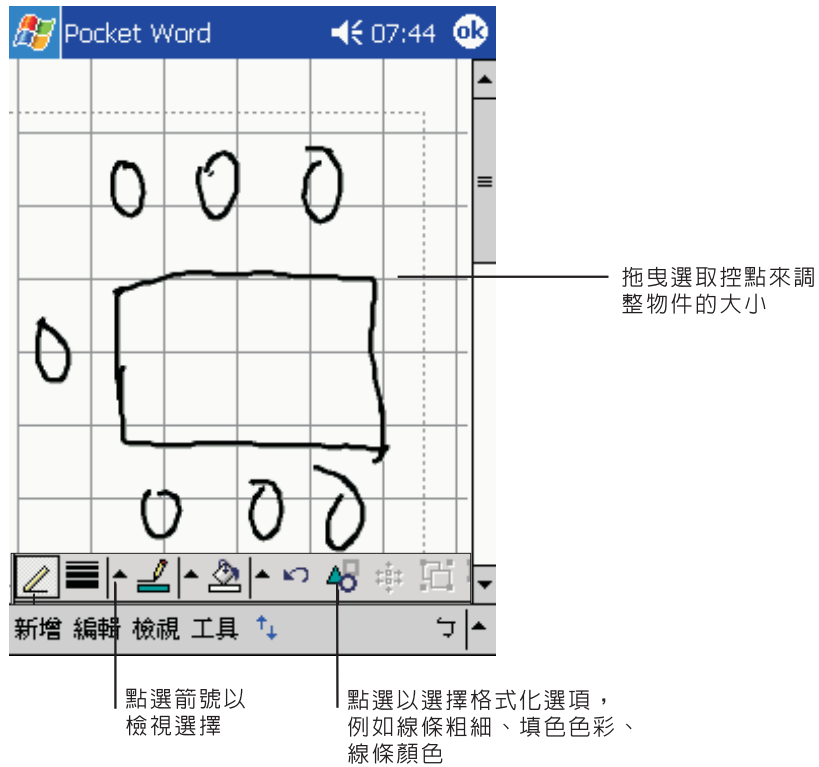 Pocket Word
07:44
ok
拖曳選取控點來調
整物件的大小
新增 編輯 檢視 工具
ㄅ
點選箭號以
檢視選擇
點選以選擇格式化選項，
例如線條粗細、填色色彩、
線條顏色